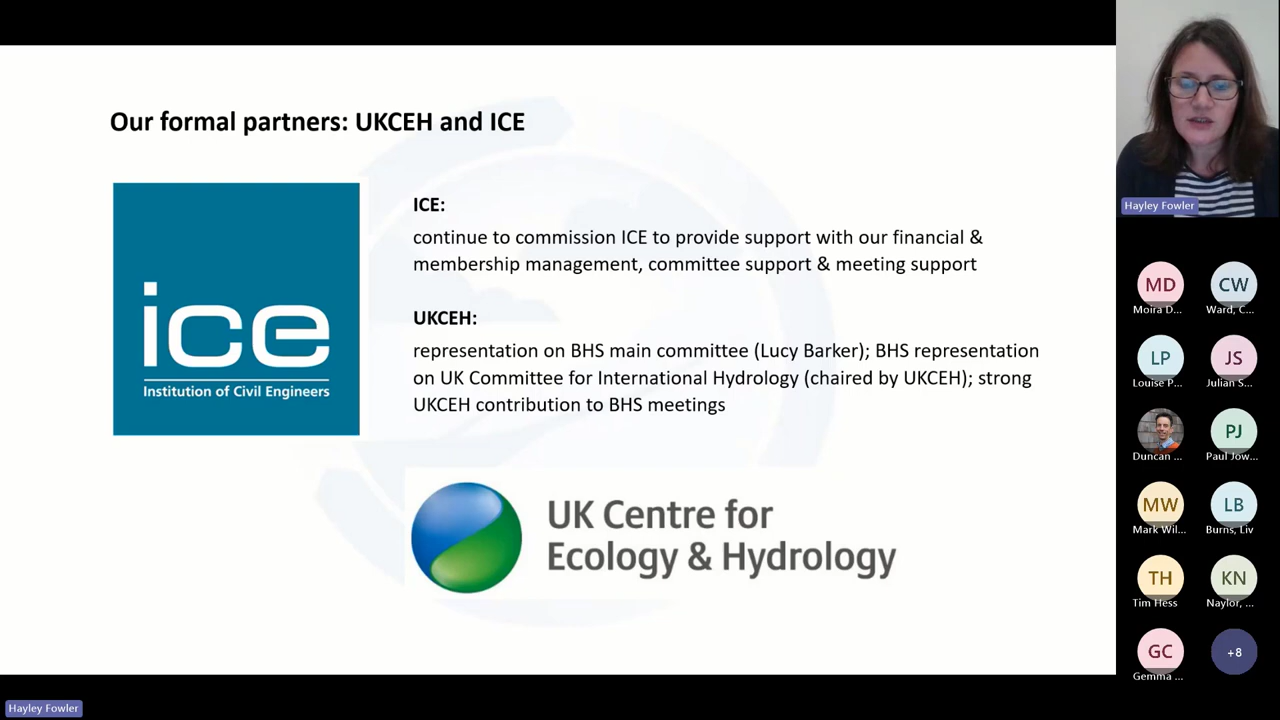 Our formal partners: UKCEH and ICE
ice
Institution of Civil Engineers
ICE:
continue to commission ICE to provide support with our financial &
membership management, committee support & meeting support
UKCEH:
representation on BHS main committee (Lucy Barker); BHS representation
on UK Committee for International Hydrology (chaired by UKCEH); strong
UKCEH contribution to BHS meetings
UK Centre for
Ecology & Hydrology
Hayley Fowler
MD
CW
Moira D...
Ward, C...
LP
JS
Louise P...
Julian S...
PJ
Duncan ...
Paul Jow...
MW
LB
Mark Wil...
Burns, Liv
TH
KN
Tim Hess
Naylor, ...
GC
+8
Gemma ...
Hayley Fowler